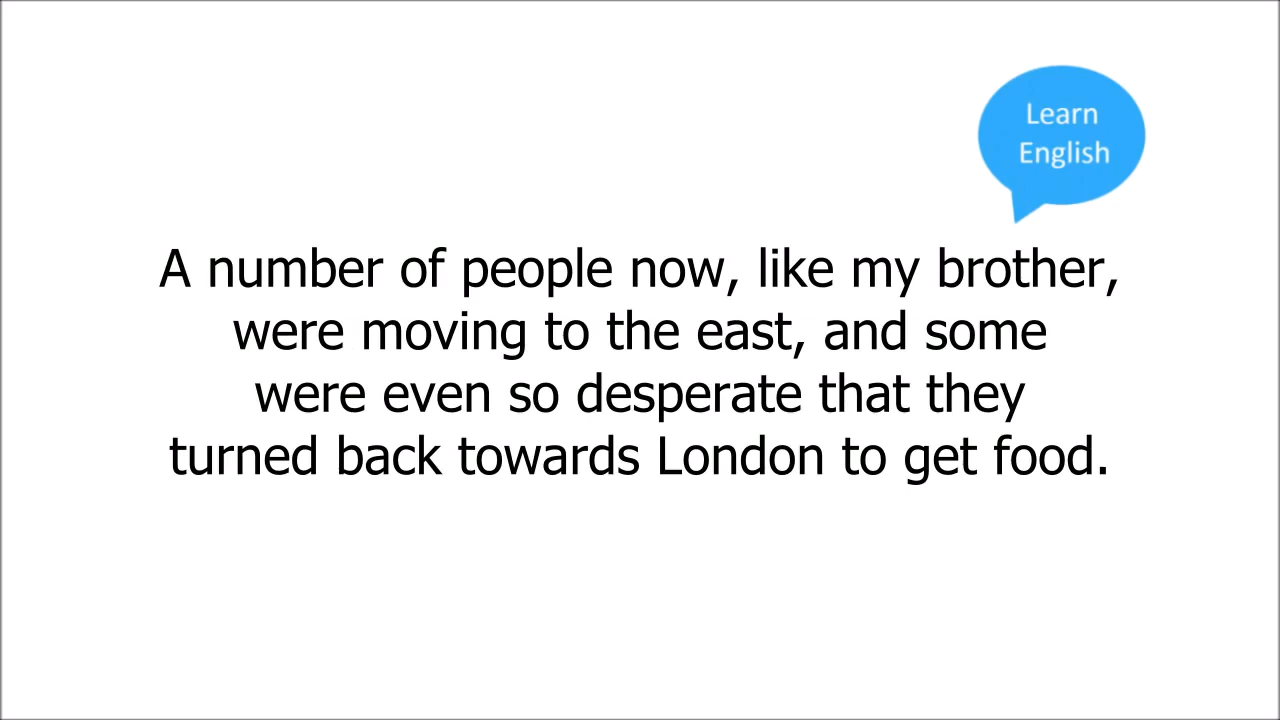 Learn
English
A number of people now, like my brother,
were moving to the east, and some
were even so desperate that they
turned back towards London to get food.